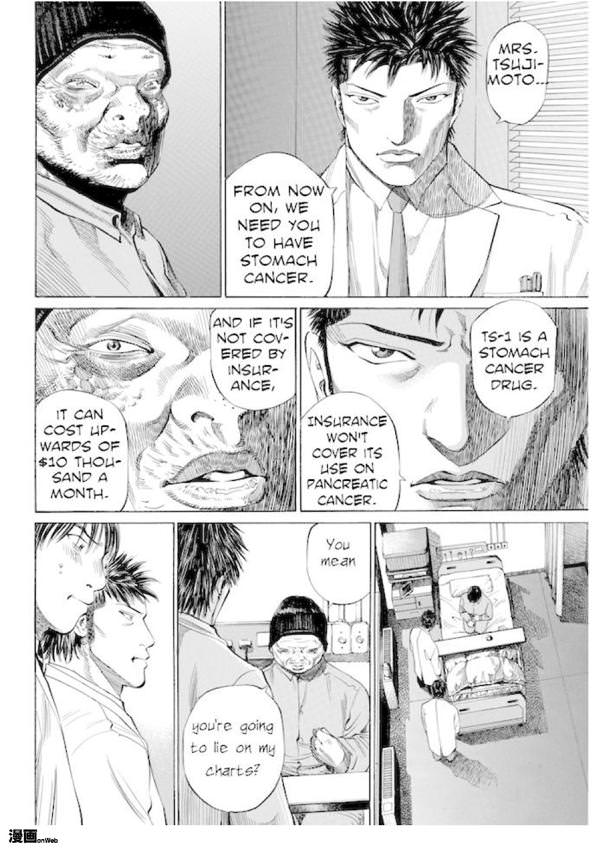 MRS.
TSUJI-
MOTO...
FROM NOW
ON, WE
NEED YOU
TO HAVE
STOMACH
CANCER.
TS-1 IS A
STOMACH
CANCER
DRUG.
INSURANCE
WON'T
COVER ITS
USE ON
PANCREATIC
CANCER.
AND IF IT'S
NOT COV-
ERED BY
INSUR-
ANCE,
IT CAN
COST UP-
WARDS OF
$10 THOU-
SAND A
MONTH.
You
mean
you're going
to lie on my
charts?
漫画onWeb